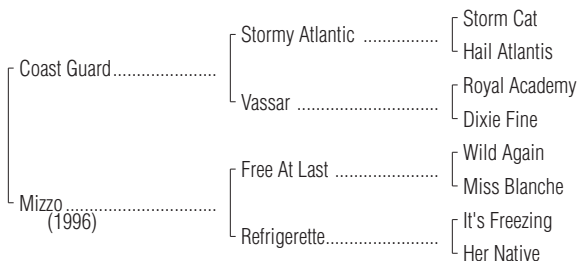 Storm Cat
Stormy Atlantic ..................
Hail Atlantis
Coast Guard.......................
Royal Academy
Vassar ...............................
Dixie Fine
Wild Again
Free At Last .......................
Miss Blanche
Mizzo .................................
(1996)
It's Freezing
Refrigerette.........................
Her Native